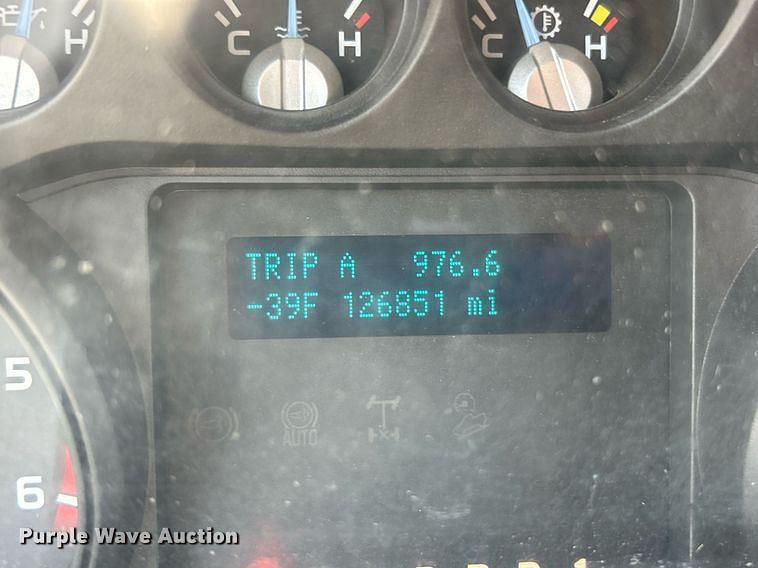 H
C H
C H
TRIP A 976.6
-39F 126851 mi
5
AUTO
6
Purple Wave Auction